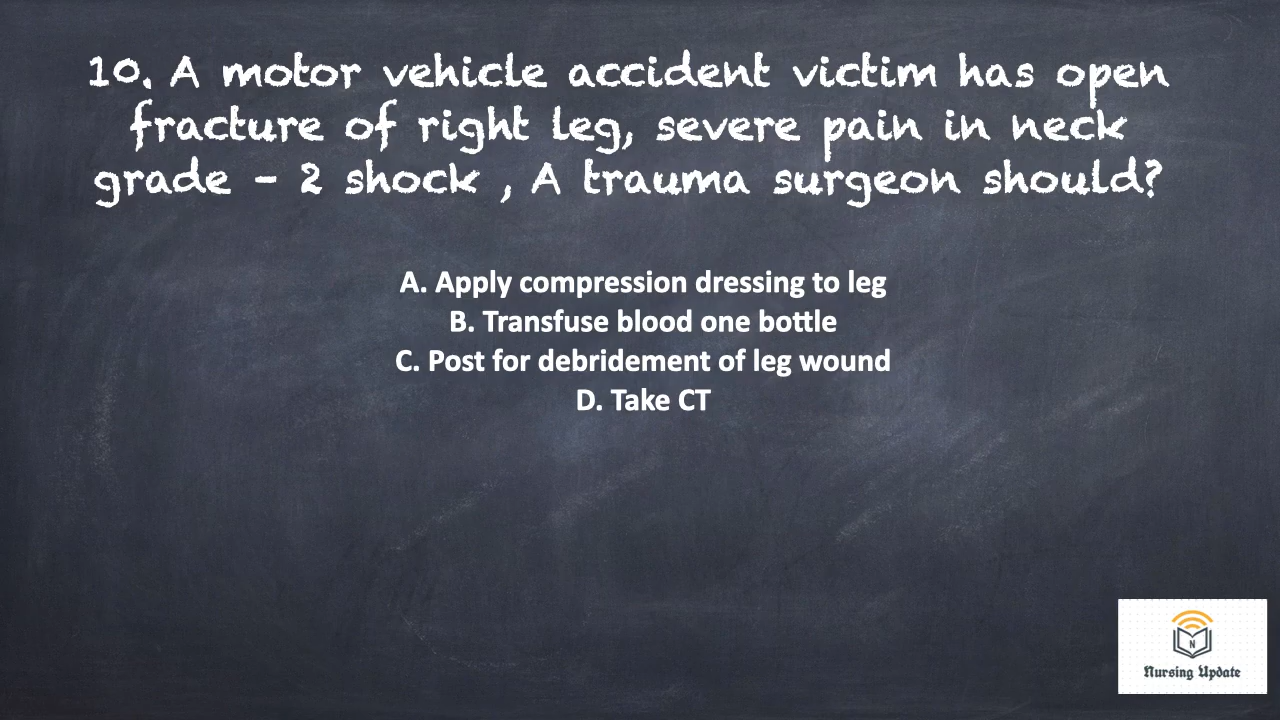 10. A motor vehicle accident victim has open
fracture of right leg, severe pain in neck
grade - 2 shock , A trauma surgeon should?
A. Apply compression dressing to leg
B. Transfuse blood one bottle
C. Post for debridement of leg wound
D. Take CT
N
Nursing Update